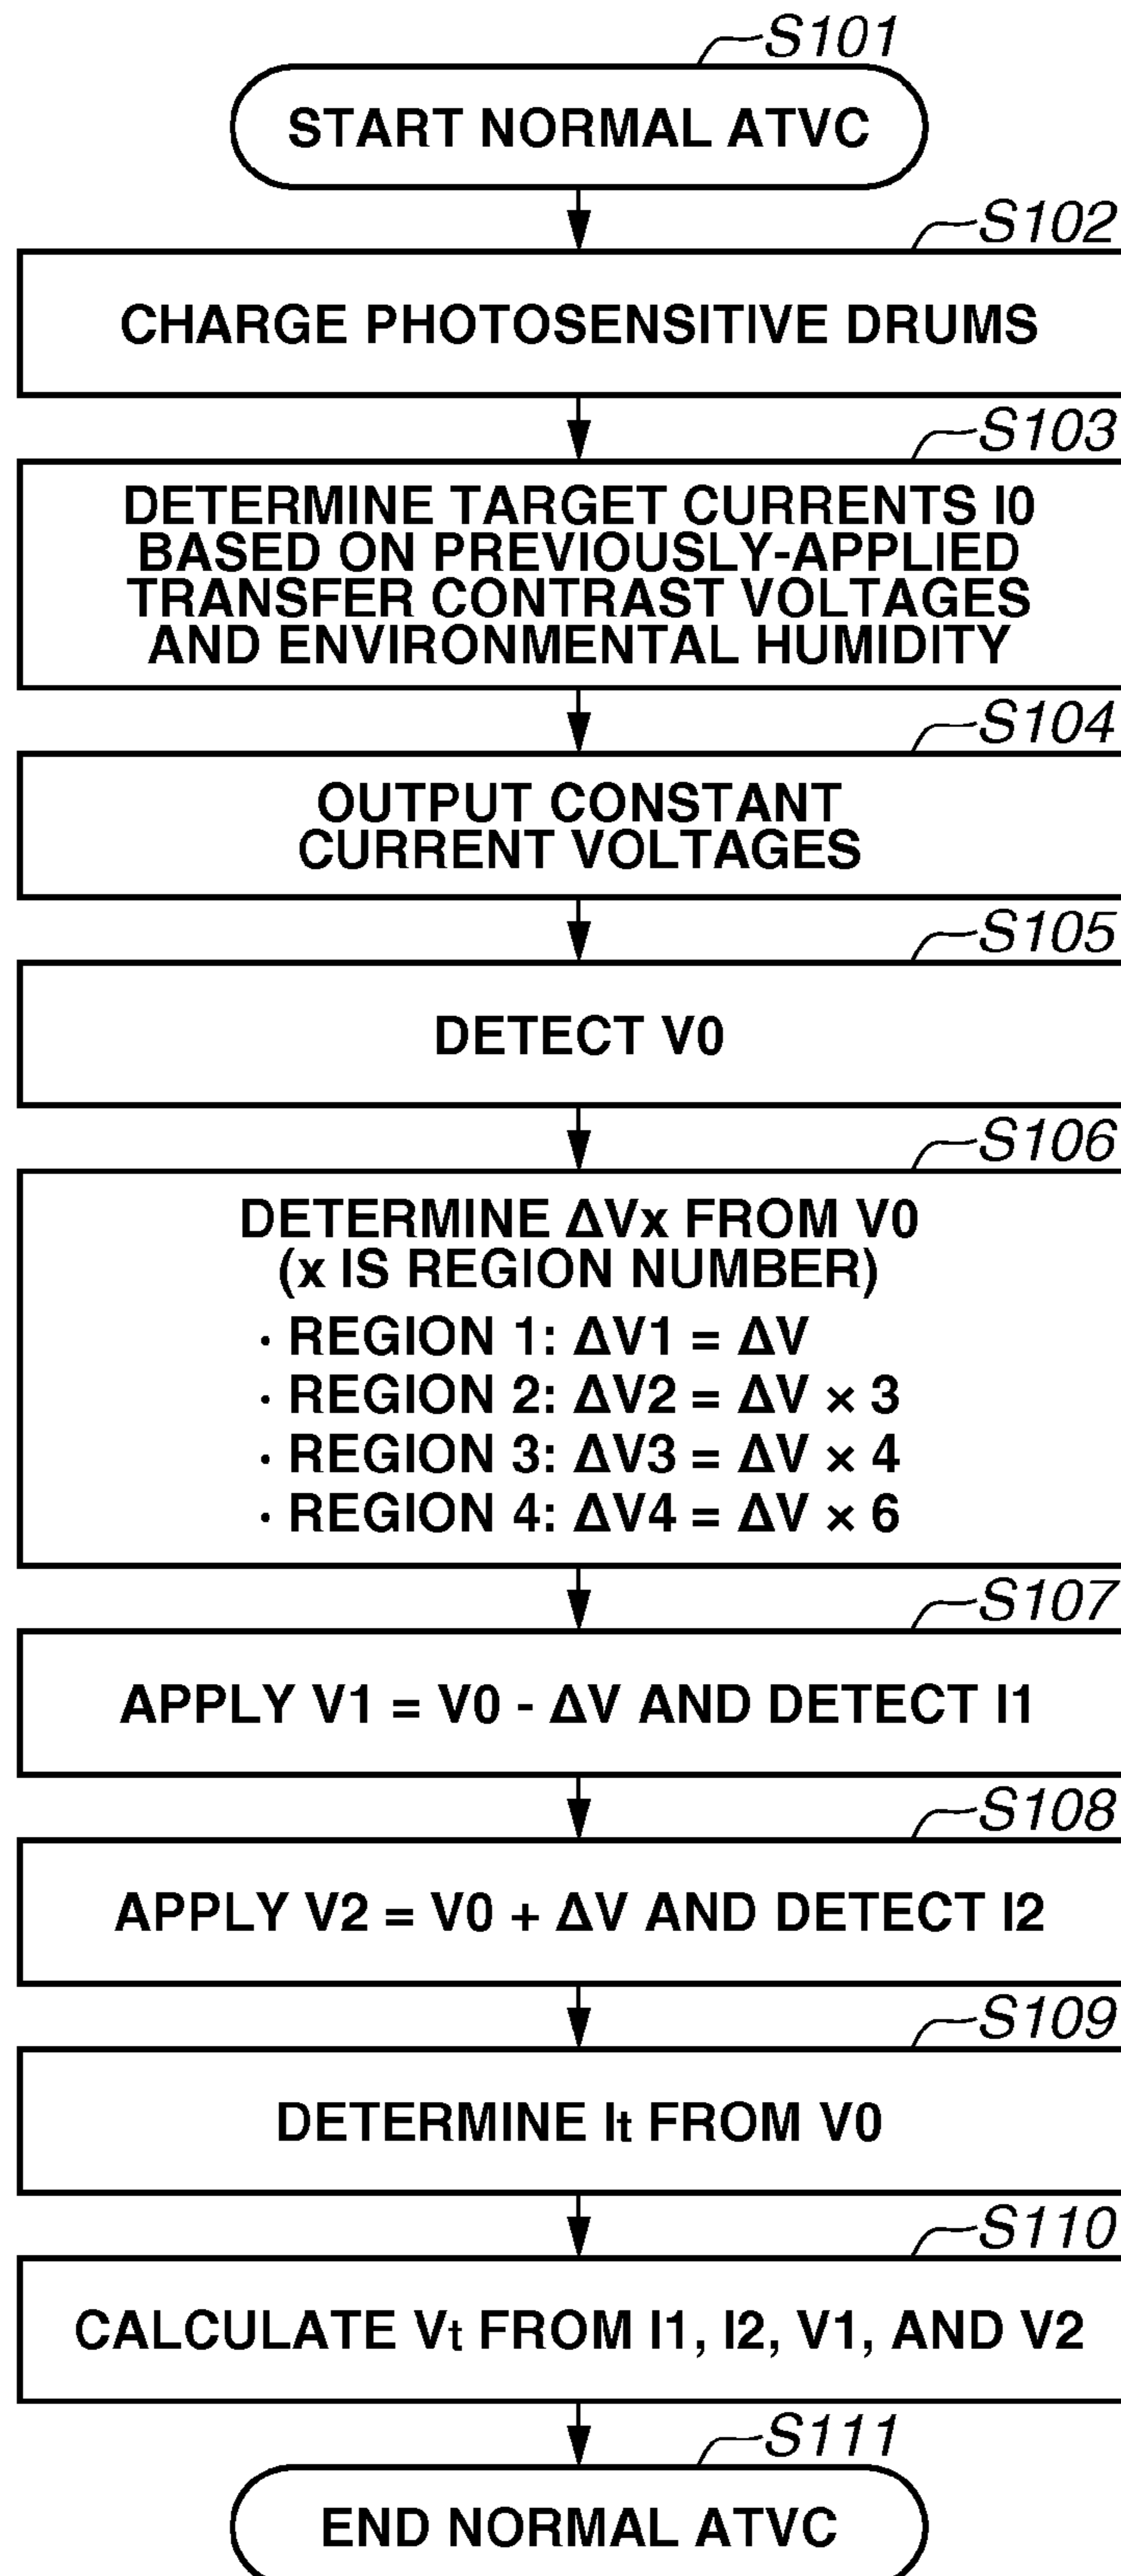 S101
START NORMAL ATVC
S102
CHARGE PHOTOSENSITIVE DRUMS
S103
DETERMINE TARGET CURRENTS I0
BASED ON PREVIOUSLY-APPLIED
TRANSFER CONTRAST VOLTAGES
AND ENVIRONMENTAL HUMIDITY
S104
OUTPUT CONSTANT
CURRENT VOLTAGES
S105
DETECT V0
S106
DETERMINE ΔVx FROM V0
(x IS REGION NUMBER)
· REGION 1: ΔV1 = ΔV
· REGION 2: ΔV2 = ΔV × 3
· REGION 3: ΔV3 = ΔV × 4
· REGION 4: ΔV4 = ΔV × 6
S107
APPLY V1 = V0 - ΔV AND DETECT I1
S108
APPLY V2 = V0 + ΔV AND DETECT I2
S109
DETERMINE It FROM V0
S110
CALCULATE Vt FROM I1, I2, V1, AND V2
S111
END NORMAL ATVC